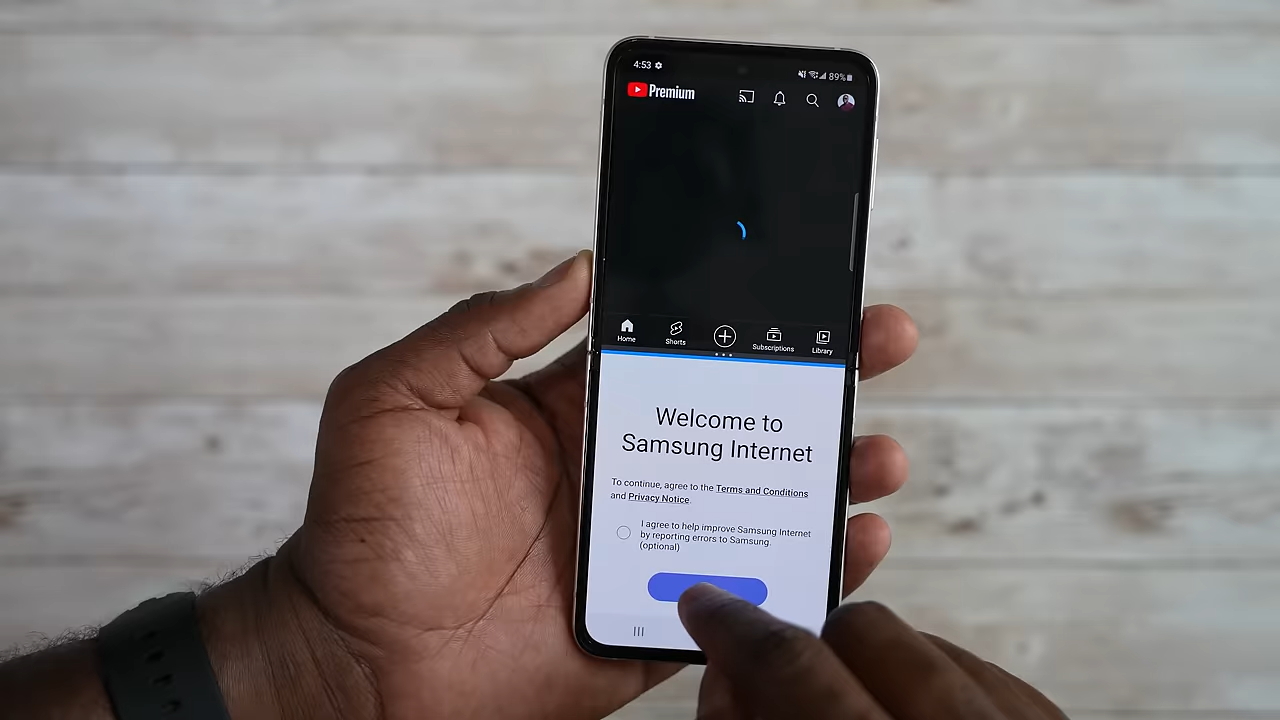 4:53 89%
Premium
Home Shorts Subscriptions Library
Welcome to
Samsung Internet
To continue, agree to the Terms and Conditions
and Privacy Notice.
I agree to help improve Samsung Internet
by reporting errors to Samsung.
(optional)